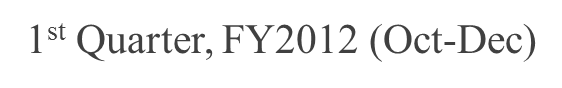 1st Quarter, FY2012 (Oct-Dec)